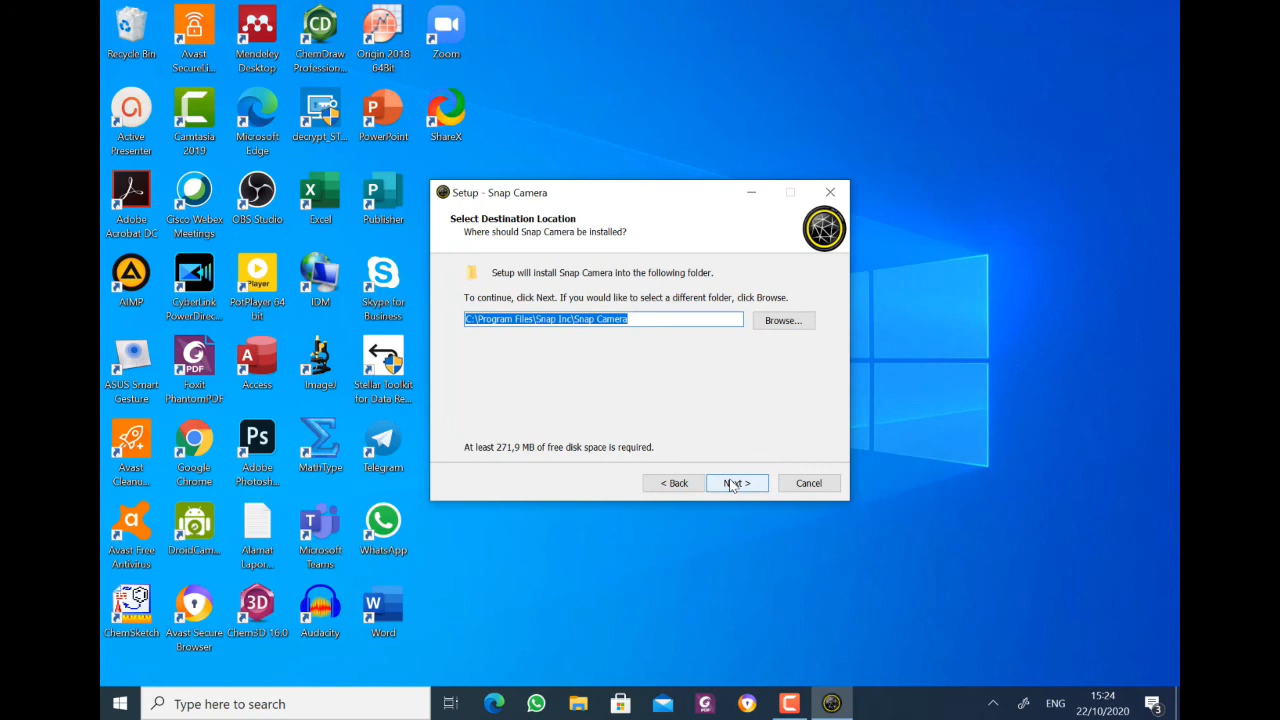 Recycle Bin
Avast
SecureLi...
Mendeley
Desktop
ChemDraw
Profession...
Origin 2018
64Bit
Zoom
Active
Presenter
Camtasia
2019
Microsoft
Edge
decrypt_ST...
PowerPoint
ShareX
Adobe
Acrobat DC
Cisco Webex
Meetings
OBS Studio
Excel
Publisher
AIMP
CyberLink
PowerDirec...
Player
PotPlayer 64
bit
IDM
Skype for
Business
ASUS Smart
Gesture
PDF
Foxit
PhantomPDF
Access
ImageJ
Stellar Toolkit
for Data Re...
Avast
Cleanu...
Google
Chrome
Ps
Adobe
Photosh...
MathType
Telegram
Avast Free
Antivirus
DroidCam...
Alamat
Lapor...
Microsoft
Teams
WhatsApp
ChemSketch
Avast Secure
Browser
3D
Chem3D 16.0
Audacity
Word
Setup - Snap Camera
Select Destination Location
Where should Snap Camera be installed?
Setup will install Snap Camera into the following folder.
To continue, click Next. If you would like to select a different folder, click Browse.
C:\Program Files\Snap Inc\Snap Camera
Browse...
At least 271,9 MB of free disk space is required.
< Back
Next >
Cancel
Type here to search
ENG
15:24
22/10/2020
3